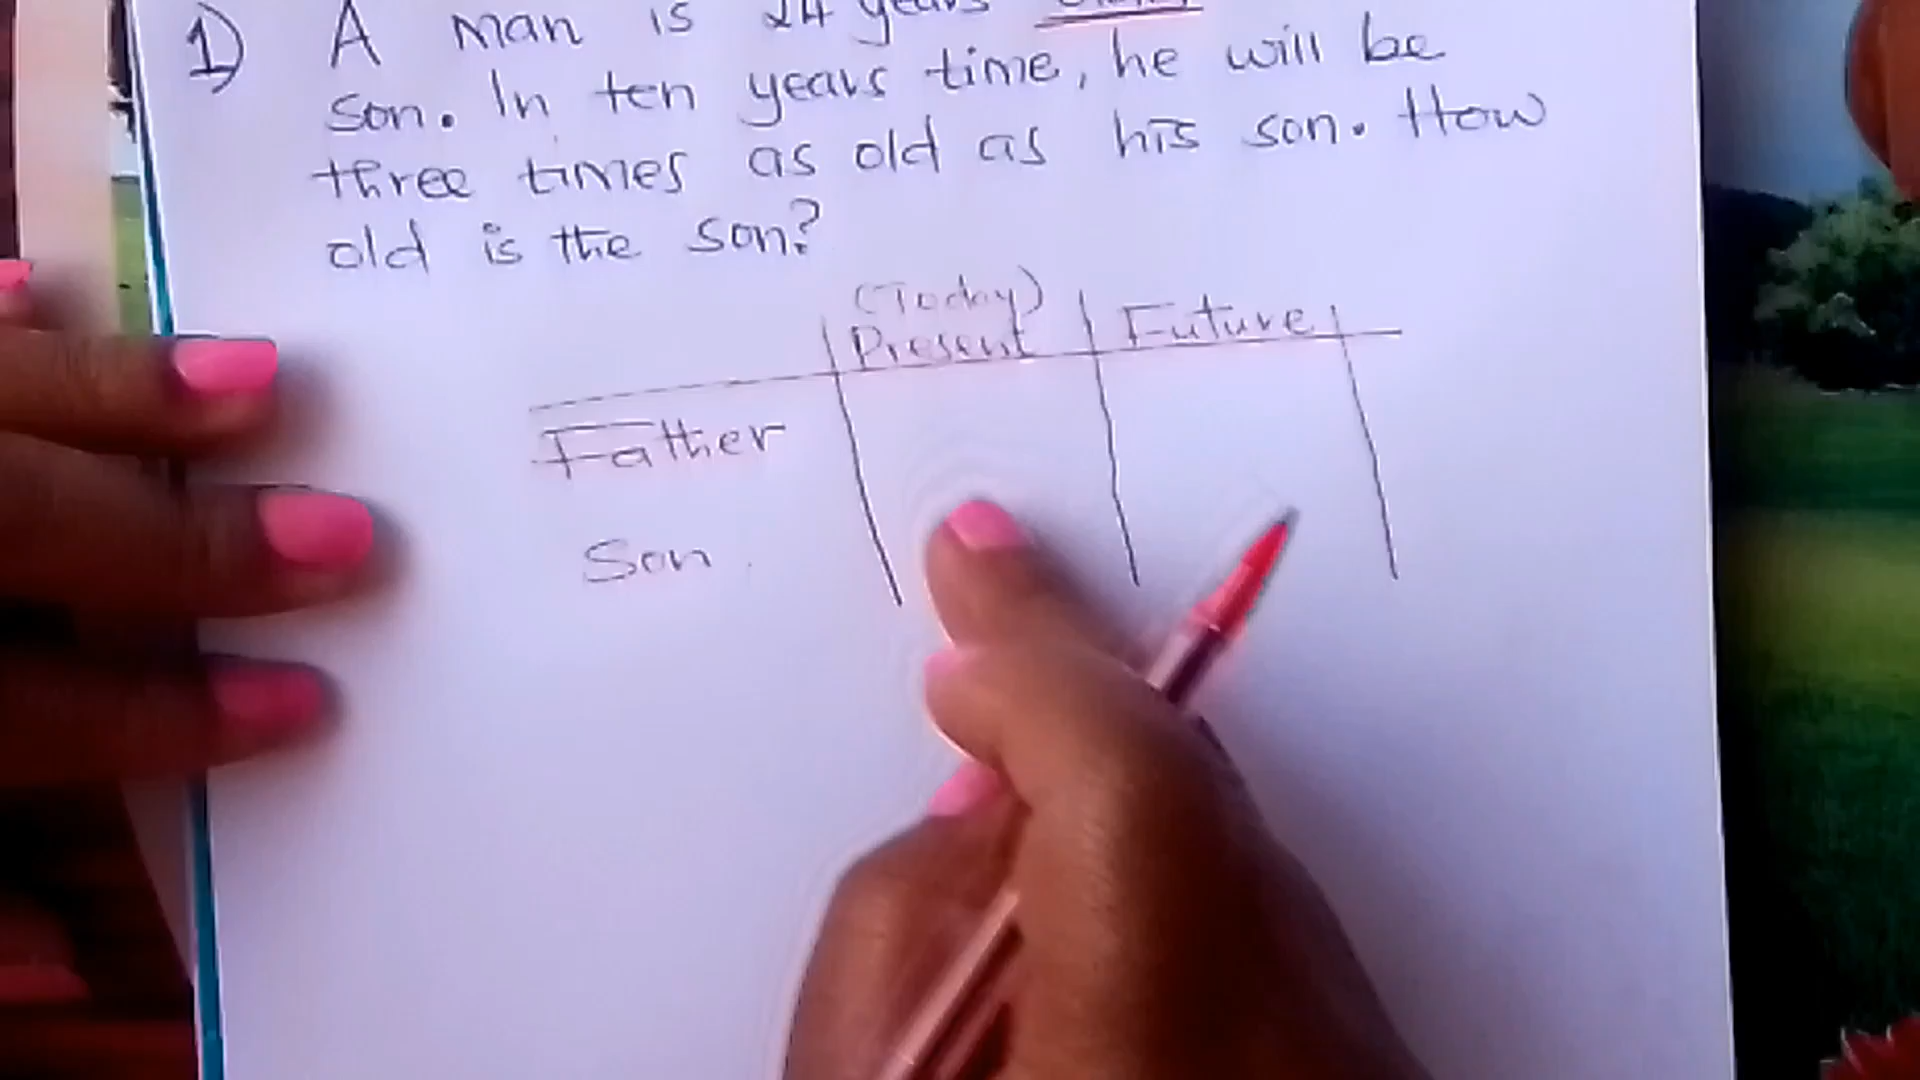 1) A man is 24 years
son. In ten years time, he will be
three times as old as his son. How
old is the son?
(Today)
Present Future
Father
Son